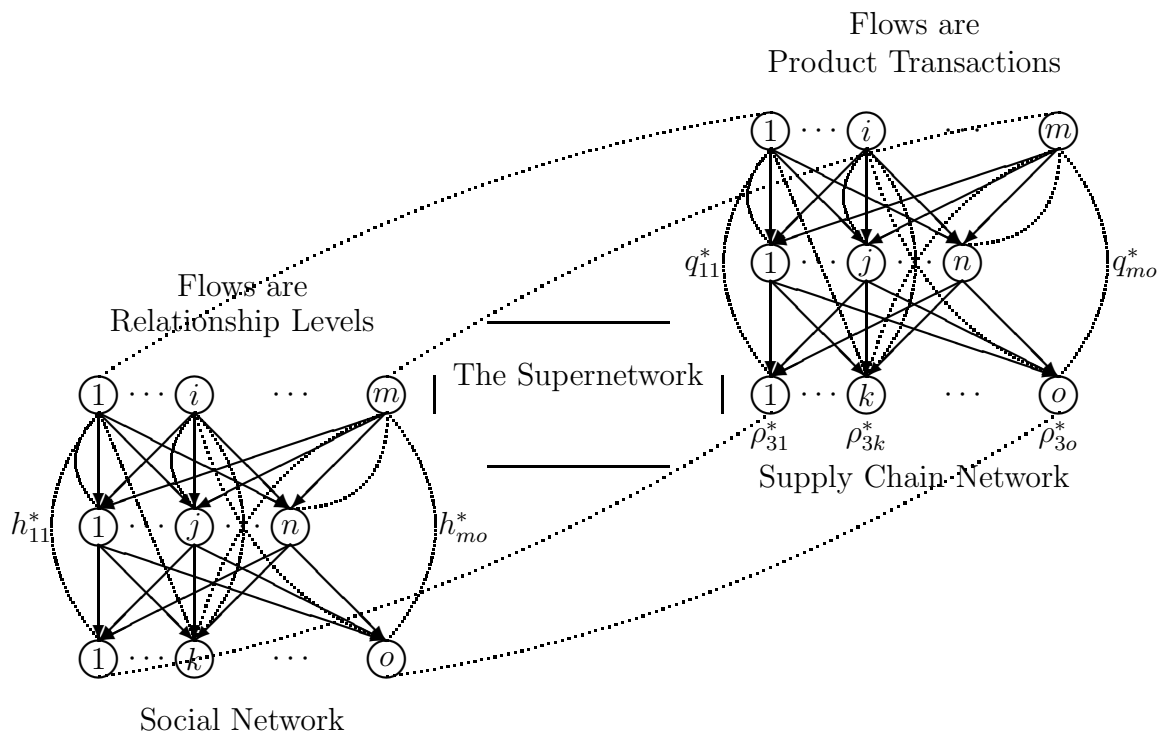 Flows are
Product Transactions
1 ··· i ··· m
q*11 1 ··· j ··· n q*mo
Flows are
Relationship Levels
The Supernetwork
1 ··· i ··· m
1 ··· k ··· o
ρ*31 ρ*3k ρ*3o
Supply Chain Network
h*11 1 ··· j ··· n h*mo
1 ··· k ··· o
Social Network